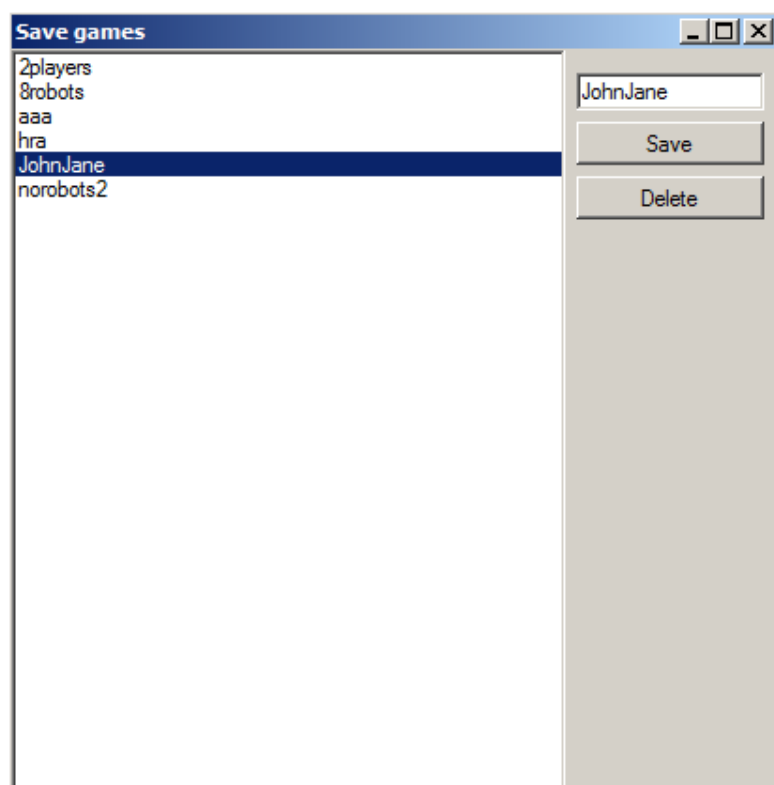 Save games
2players
8robots
aaa
hra
JohnJane
norobots2
JohnJane
Save
Delete